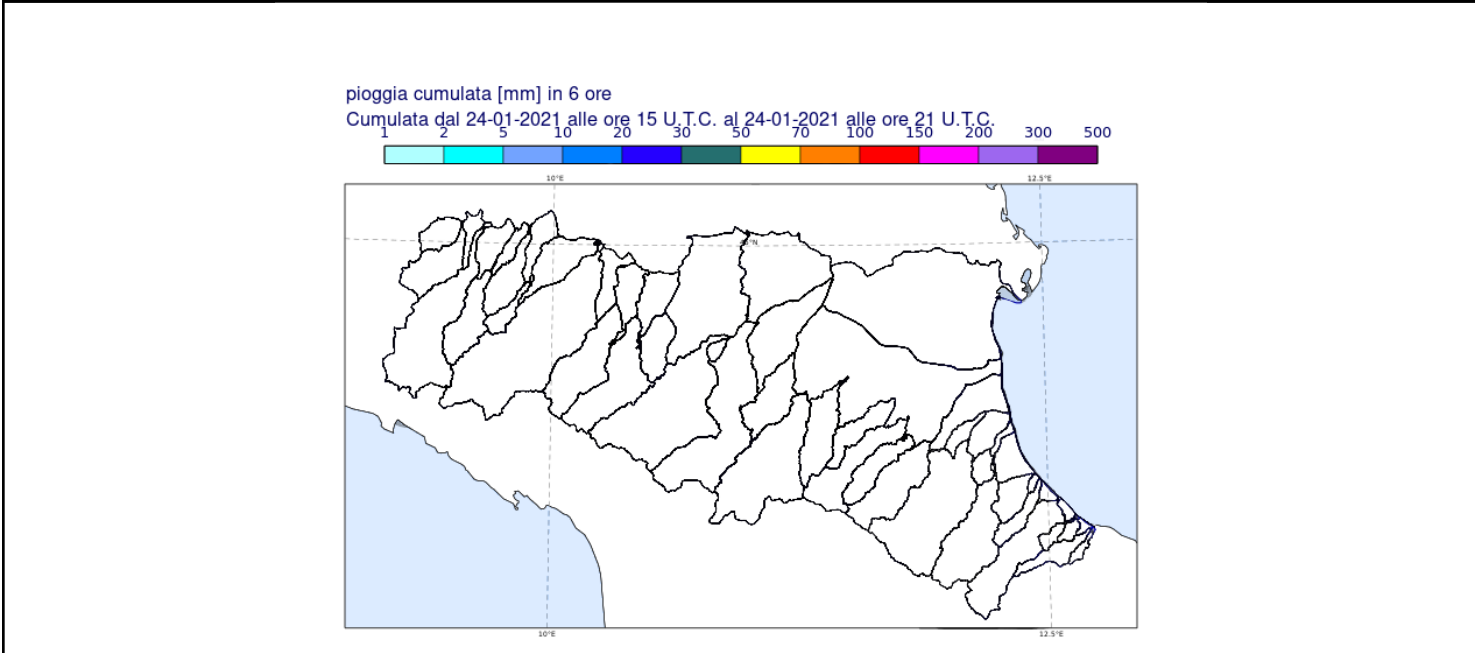 pioggia cumulata [mm] in 6 ore
Cumulata dal 24-01-2021 alle ore 15 U.T.C. al 24-01-2021 alle ore 21 U.T.C.
1 2 5 10 20 30 50 70 100 150 200 300 500
10°E 12.5°E
10°E 12.5°E